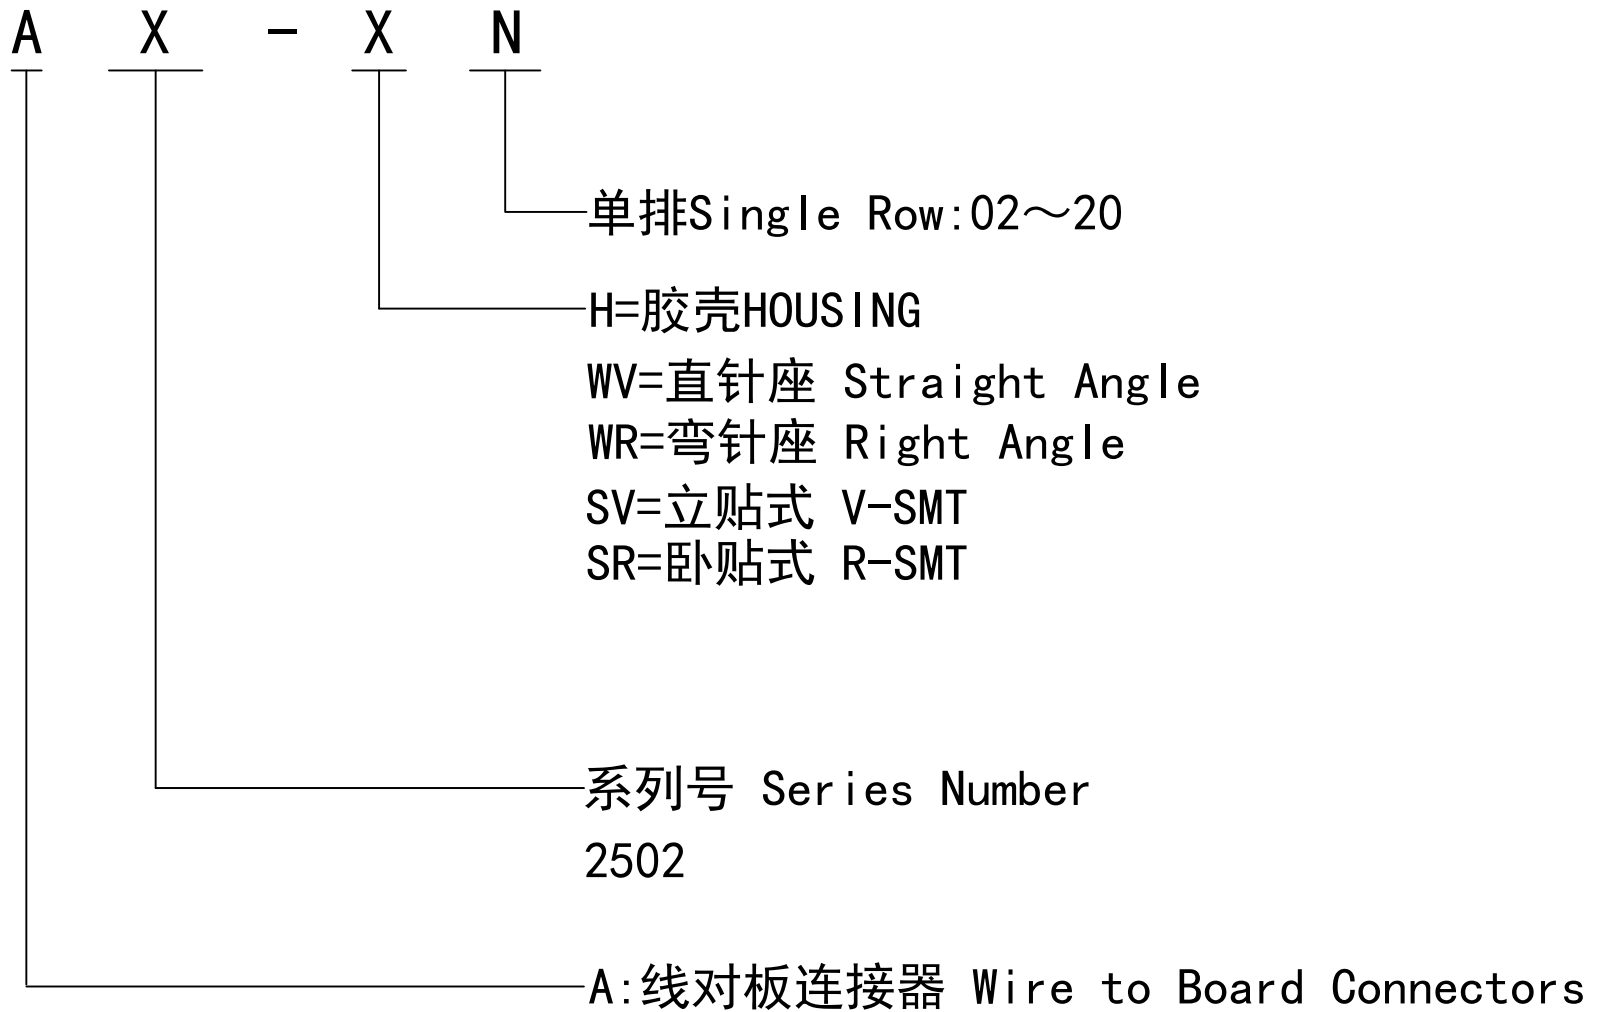 A X - X N
单排Single Row:02～20
H=胶壳HOUSING
WV=直针座 Straight Angle
WR=弯针座 Right Angle
SV=立贴式 V-SMT
SR=卧贴式 R-SMT
系列号 Series Number
2502
A:线对板连接器 Wire to Board Connectors